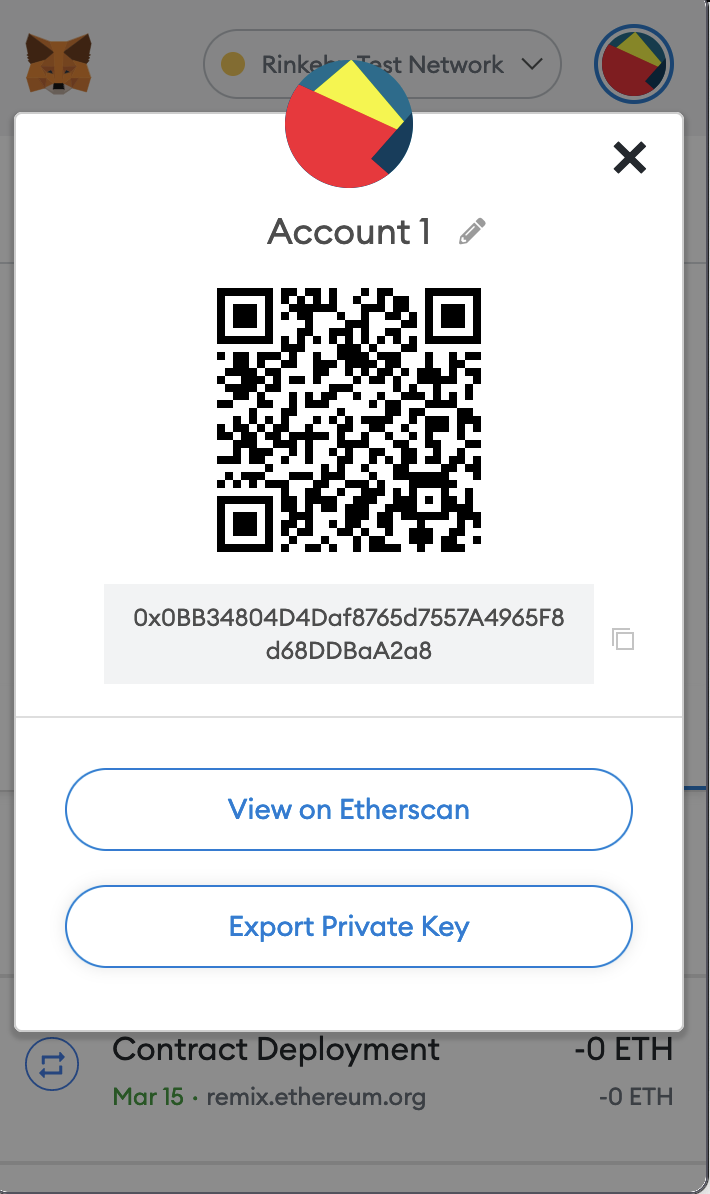 Rinkeby Test Network
Account 1
0x0BB34804D4Daf8765d7557A4965F8
d68DDBaA2a8
View on Etherscan
Export Private Key
Contract Deployment
-0 ETH
Mar 15 · remix.ethereum.org
-0 ETH